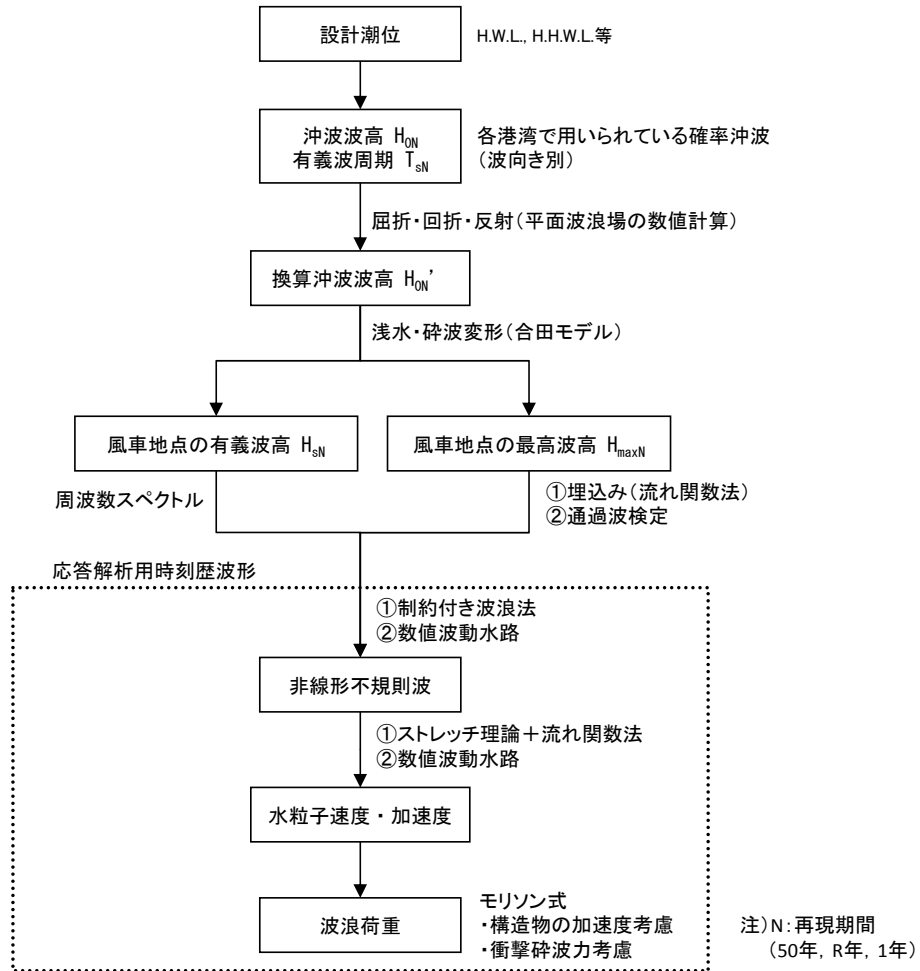 設計潮位
H.W.L., H.H.W.L.等
沖波波高 H0N
有義波周期 TsN
各港湾で用いられている確率沖波
(波向き別)
屈折・回折・反射(平面波浪場の数値計算)
換算沖波波高 H0N'
浅水・砕波変形(合田モデル)
風車地点の有義波高 HsN
風車地点の最高波高 HmaxN
周波数スペクトル
①埋込み(流れ関数法)
②通過波検定
応答解析用時刻歴波形
①制約付き波浪法
②数値波動水路
非線形不規則波
①ストレッチ理論+流れ関数法
②数値波動水路
水粒子速度・加速度
波浪荷重
モリソン式
・構造物の加速度考慮
・衝撃砕波力考慮
注)N:再現期間
(50年, R年, 1年)